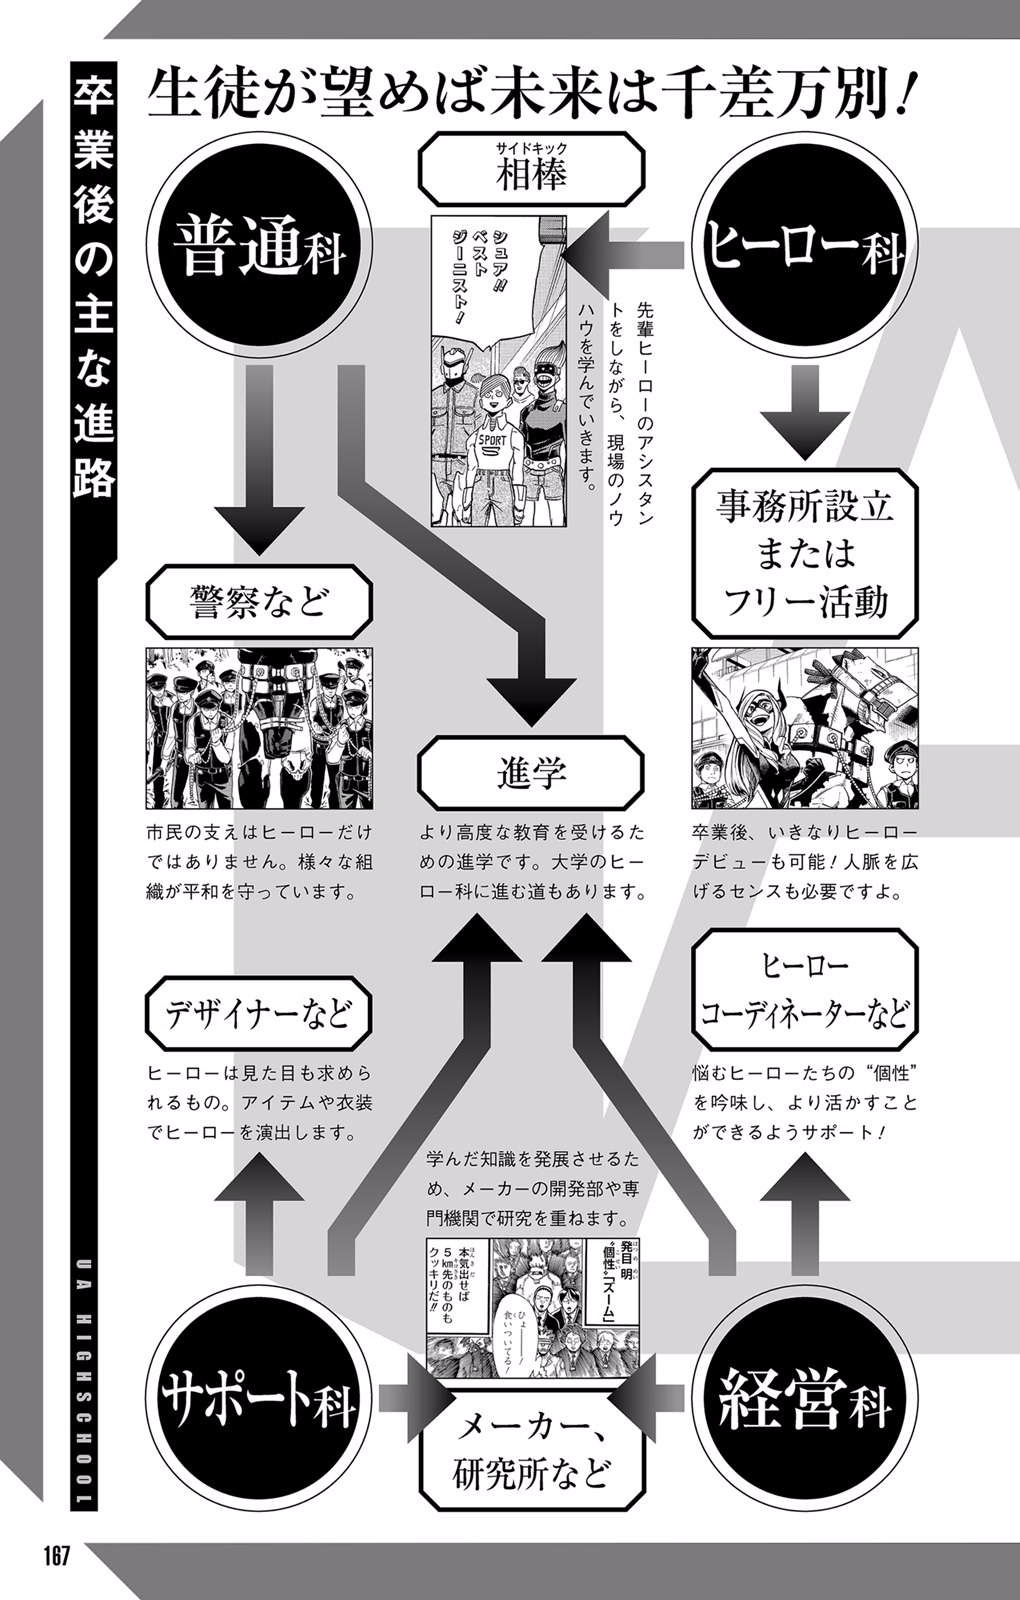 生徒が望めば未来は千差万別！
卒業後の主な進路
普通科
相棒
サイドキック
ヒーロー科
シュア!!
ベスト
ジーニスト！
SPORT
先輩ヒーローのアシスタン
トをしながら、現場のノウ
ハウを学んでいきます。
事務所設立
または
フリー活動
警察など
進学
市民の支えはヒーローだけ
ではありません。様々な組
織が平和を守っています。
より高度な教育を受けるた
めの進学です。大学のヒー
ロー科に進む道もあります。
卒業後、いきなりヒーロー
デビューも可能！人脈を広
げるセンスも必要ですよ。
デザイナーなど
ヒーローは見た目も求めら
れるもの。アイテムや衣装
でヒーローを演出します。
ヒーロー
コーディネーターなど
悩むヒーローたちの“個性”
を吟味し、より活かすこと
ができるようサポート！
学んだ知識を発展させるた
め、メーカーの開発部や専
門機関で研究を重ねます。
発目 明
はつめ めい
“個性”「ズーム」
こせい
本気出せば
ほんきだ
5㎞先のものも
キロさき
クッキリだ!!
ひょ——！
食いついてる！
く
サポート科
メーカー、
研究所など
経営科
UA HIGHSCHOOL
167